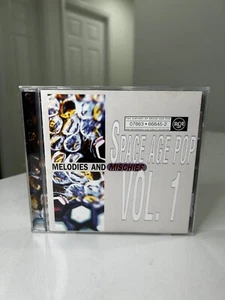 07863 • 66645-2
RCA
SPACE AGE POP
MELODIES AND MISCHIEF
VOL. 1